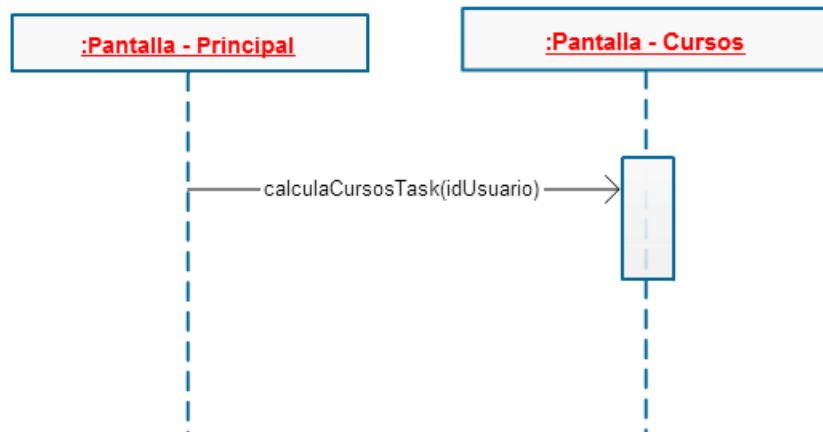 :Pantalla - Principal
:Pantalla - Cursos
calculaCursosTask(idUsuario)